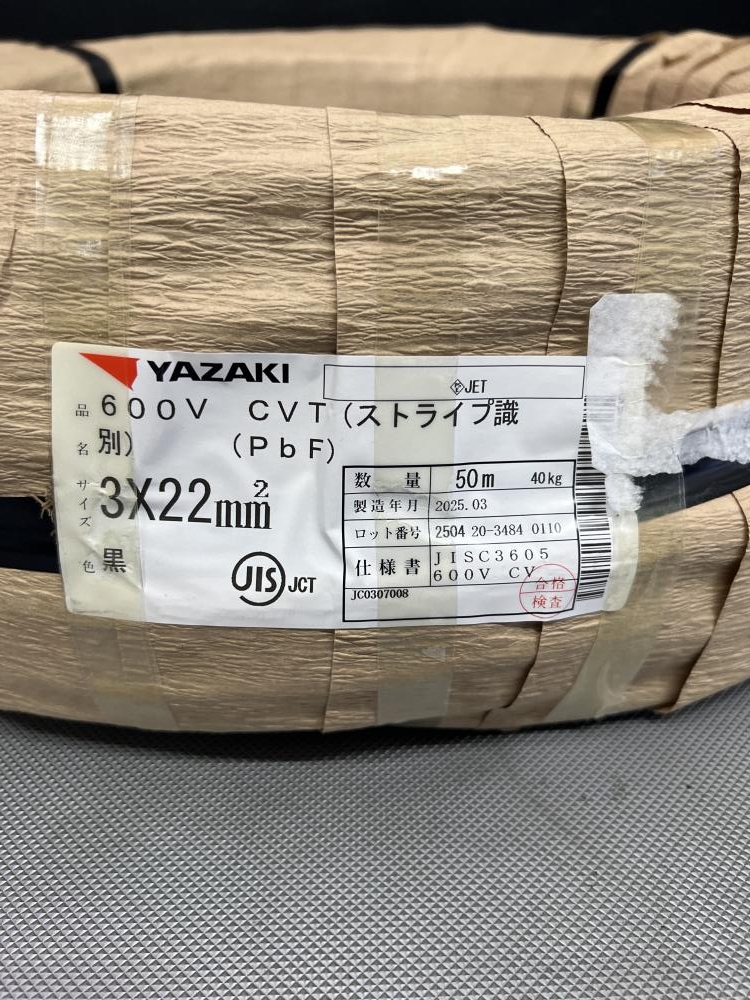 YAZAKI
<PS>E JET
品名 600V CVT(ストライプ識
別) (PbF)
サイズ 3X22mm²
色 黒
JIS JCT
数量 50m 40kg
製造年月 2025.03
ロット番号 2504 20-3484 0110
仕様書 JISC3605
600V CV
JC0307008
合格
検査